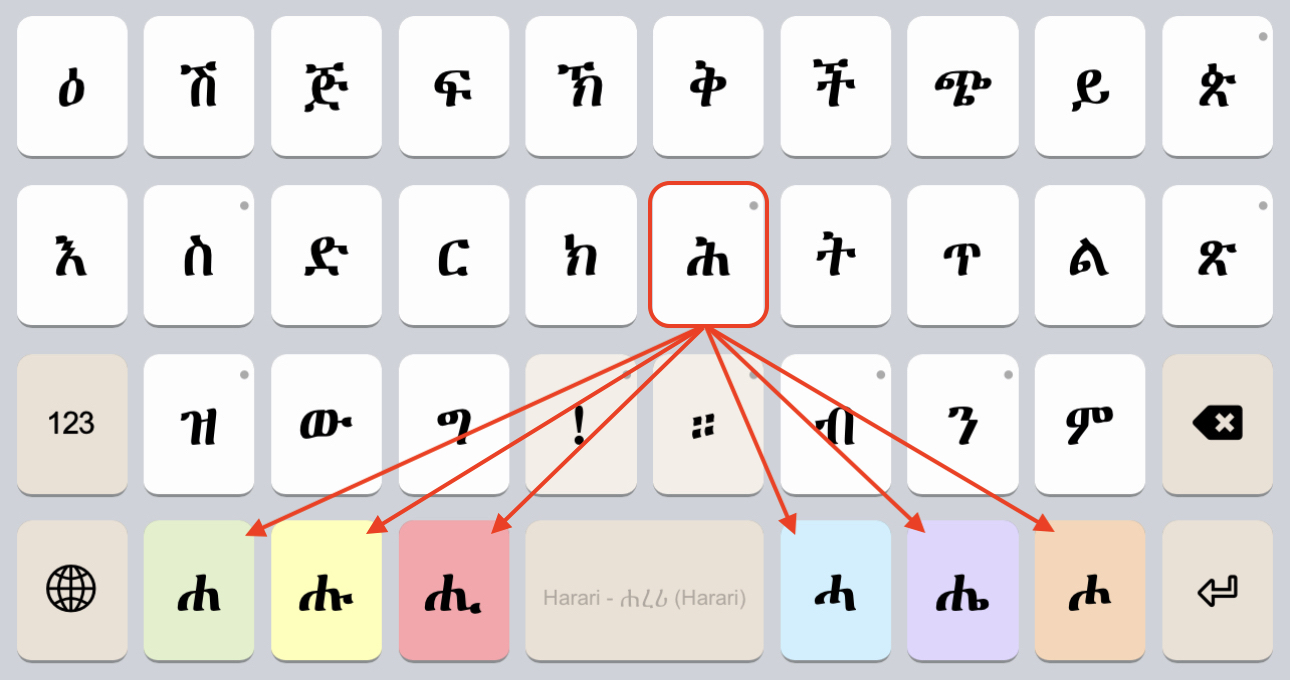 ዕ ሽ ጅ ፍ ኽ ቅ ች ጭ ይ ጵ
እ ስ ድ ር ክ ሕ ት ጥ ል ጽ
123 ዝ ው ግ ! ። ብ ን ም
ሐ ሑ ሒ Harari - ሐረሪ (Harari) ሓ ሔ ሖ